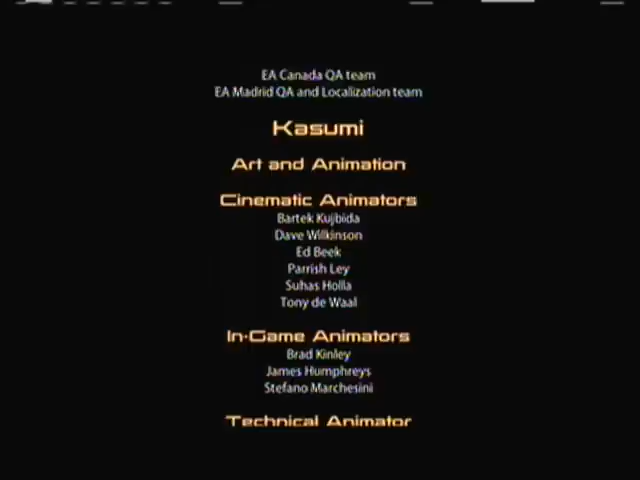 EA Canada QA team
EA Madrid QA and Localization team
Kasumi
Art and Animation
Cinematic Animators
Bartek Kujbida
Dave Wilkinson
Ed Beek
Parrish Ley
Suhas Holla
Tony de Waal
In-Game Animators
Brad Kinley
James Humphreys
Stefano Marchesini
Technical Animator